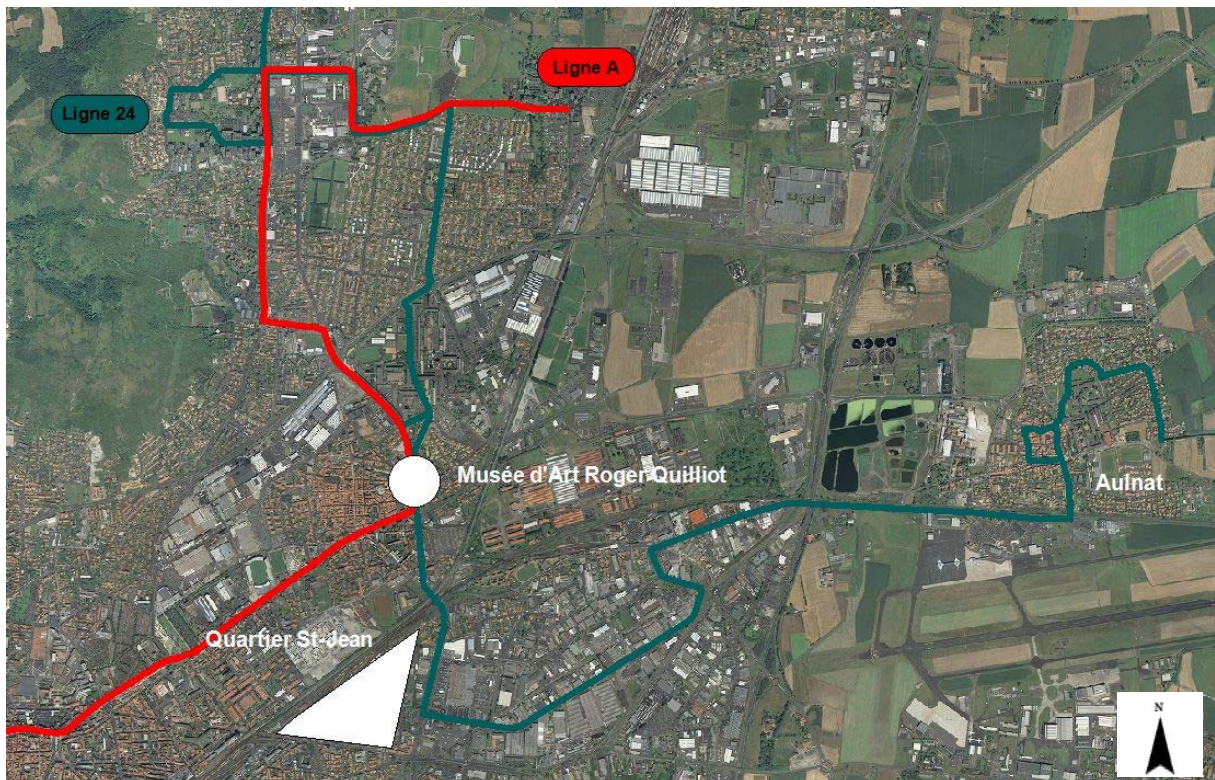 Ligne A
Ligne 24
Musée d'Art Roger Quilliot
Aulnat
Quartier St-Jean
N